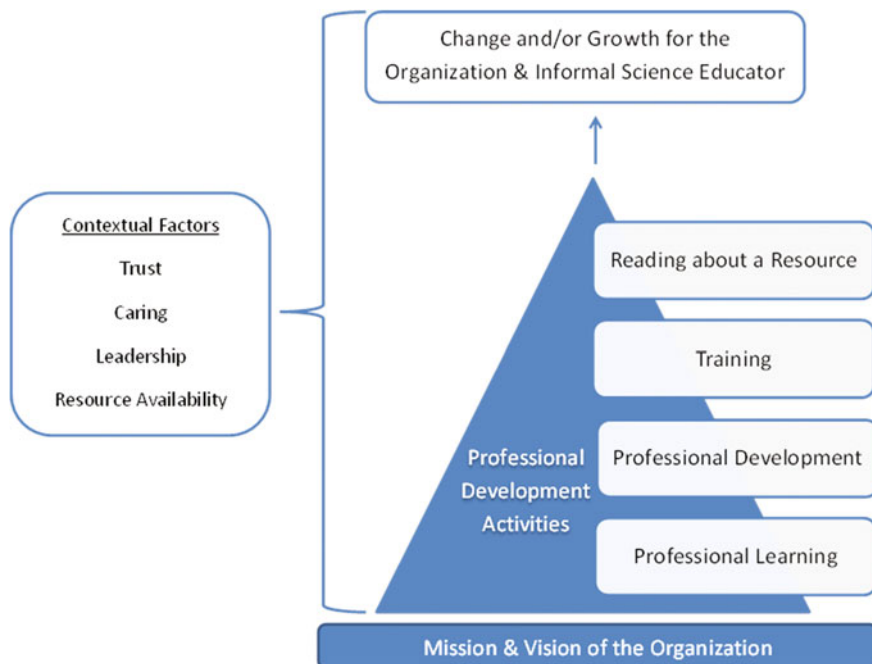 Change and/or Growth for the
Organization & Informal Science Educator
Contextual Factors
Trust
Caring
Leadership
Resource Availability
Reading about a Resource
Training
Professional Development
Professional Learning
Professional
Development
Activities
Mission & Vision of the Organization